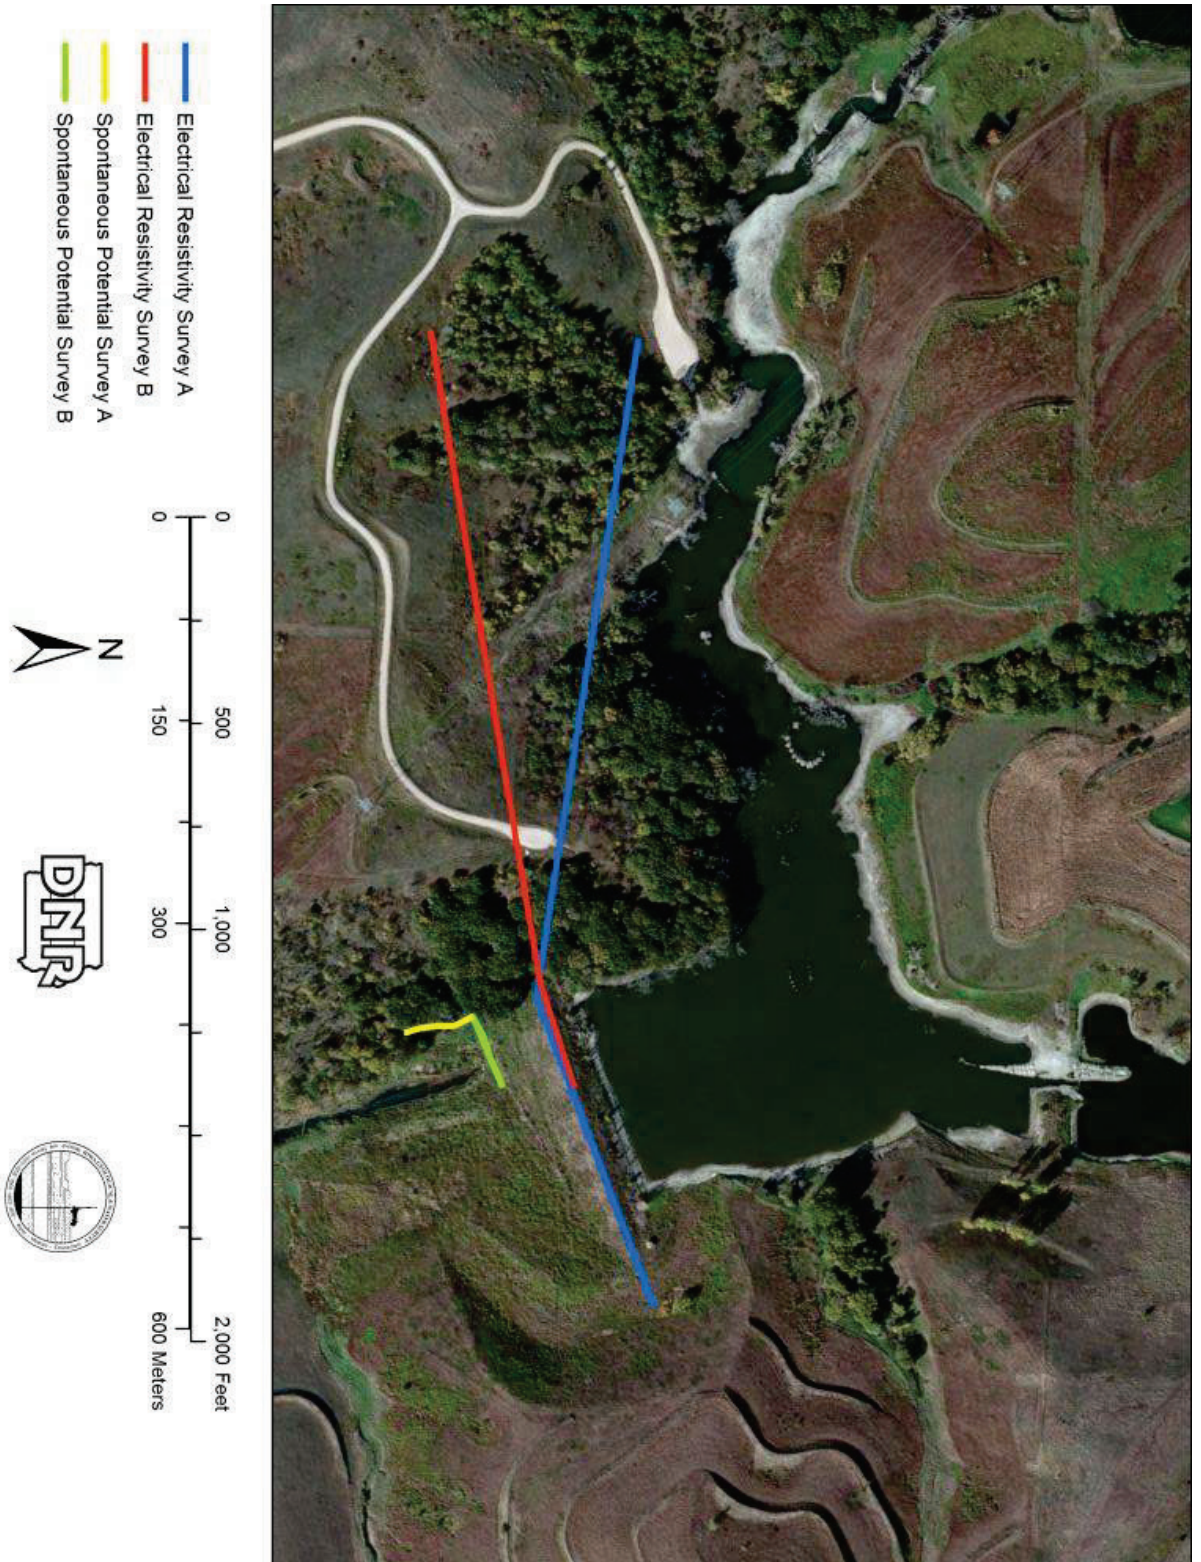 Electrical Resistivity Survey A
Electrical Resistivity Survey B
Spontaneous Potential Survey A
Spontaneous Potential Survey B
0 500 1,000 2,000 Feet
0 150 300 600 Meters
N
DNR